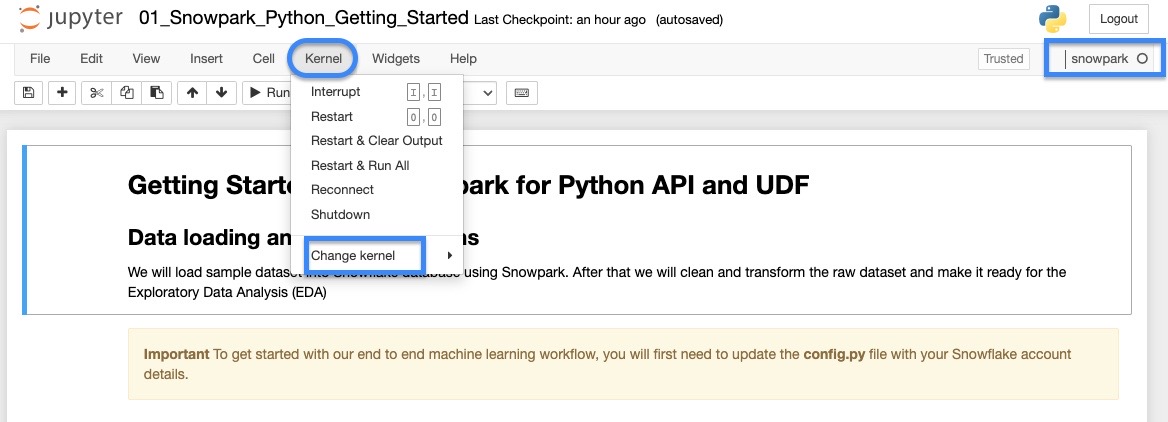 jupyter 01_Snowpark_Python_Getting_Started Last Checkpoint: an hour ago (autosaved) Logout
File Edit View Insert Cell Kernel Widgets Help Trusted snowpark
Run
Interrupt I,I
Restart 0,0
Restart & Clear Output
Restart & Run All
Reconnect
Shutdown
Change kernel
Getting Start park for Python API and UDF
Data loading an ns
We will load sample dataset into Snowflake database using Snowpark. After that we will clean and transform the raw dataset and make it ready for the
Exploratory Data Analysis (EDA)
Important To get started with our end to end machine learning workflow, you will first need to update the config.py file with your Snowflake account
details.